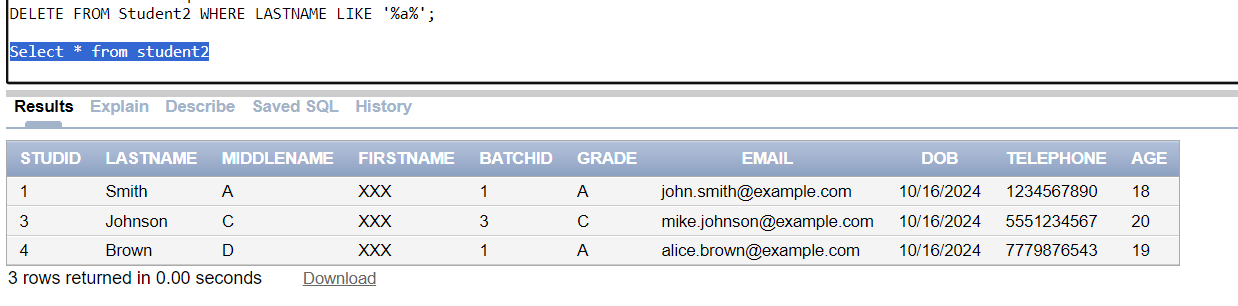 DELETE FROM Student2 WHERE LASTNAME LIKE '%a%';
Select * from student2
Results Explain Describe Saved SQL History
STUDID LASTNAME MIDDLENAME FIRSTNAME BATCHID GRADE EMAIL DOB TELEPHONE AGE
1 Smith A XXX 1 A john.smith@example.com 10/16/2024 1234567890 18
3 Johnson C XXX 3 C mike.johnson@example.com 10/16/2024 5551234567 20
4 Brown D XXX 1 A alice.brown@example.com 10/16/2024 7779876543 19
3 rows returned in 0.00 seconds Download